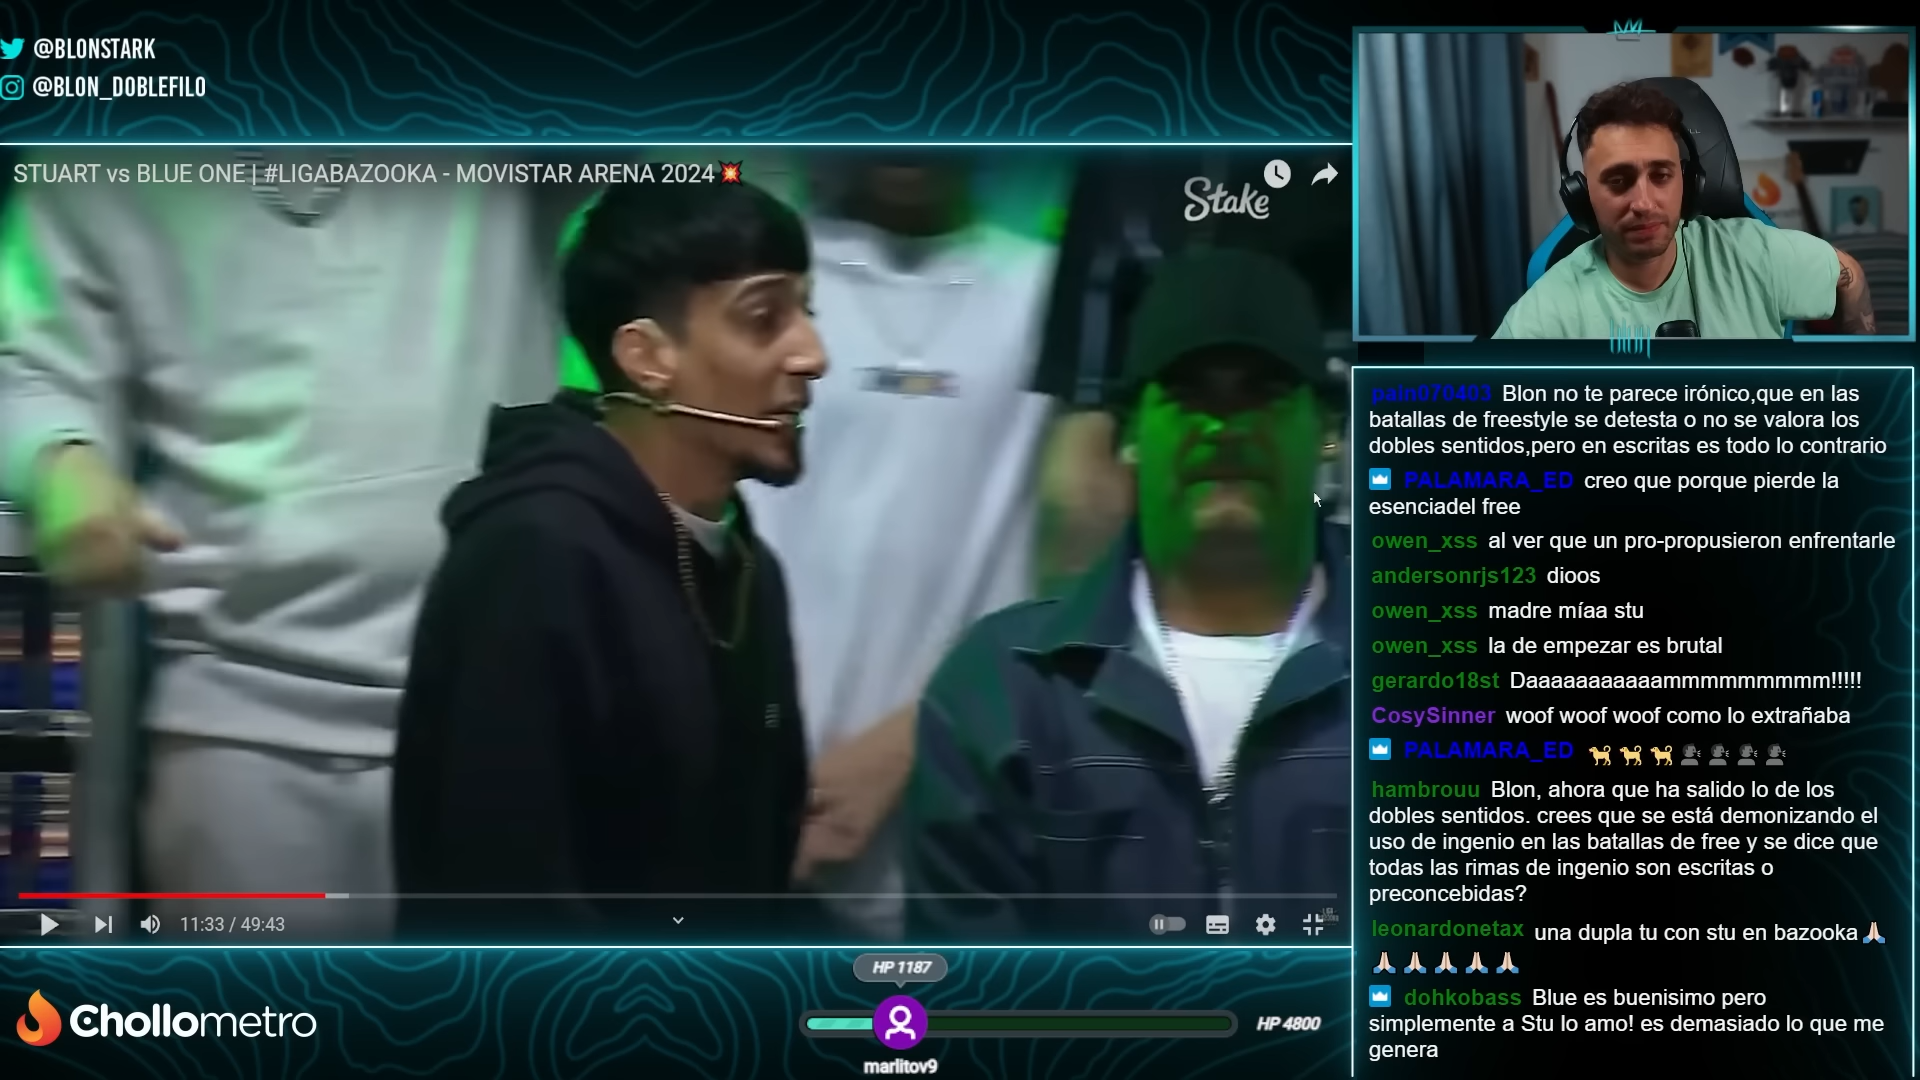 @BLONSTARK
@BLON_DOBLEFILO
STUART vs BLUE ONE | #LIGABAZOOKA - MOVISTAR ARENA 2024💥
Stake
11:33 / 49:43
Chollometro
HP 1187
HP 4800
marlitov9
pain070403 Blon no te parece irónico,que en las
batallas de freestyle se detesta o no se valora los
dobles sentidos,pero en escritas es todo lo contrario
PALAMARA_ED creo que porque pierde la
esenciadel free
owen_xss al ver que un pro-propusieron enfrentarle
andersonrjs123 dioos
owen_xss madre míaa stu
owen_xss la de empezar es brutal
gerardo18st Daaaaaaaaaaammmmmmmmm!!!!!
CosySinner woof woof woof como lo extrañaba
PALAMARA_ED 🐕🐕🐕🗣🗣🗣🗣
hambrouu Blon, ahora que ha salido lo de los
dobles sentidos. crees que se está demonizando el
uso de ingenio en las batallas de free y se dice que
todas las rimas de ingenio son escritas o
preconcebidas?
leonardonetax una dupla tu con stu en bazooka🙏🏻
🙏🏻🙏🏻🙏🏻🙏🏻🙏🏻
dohkobass Blue es buenisimo pero
simplemente a Stu lo amo! es demasiado lo que me
genera